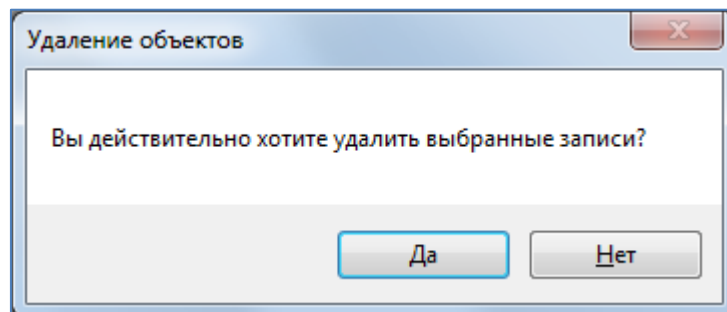 Удаление объектов
Вы действительно хотите удалить выбранные записи?
Да
Нет